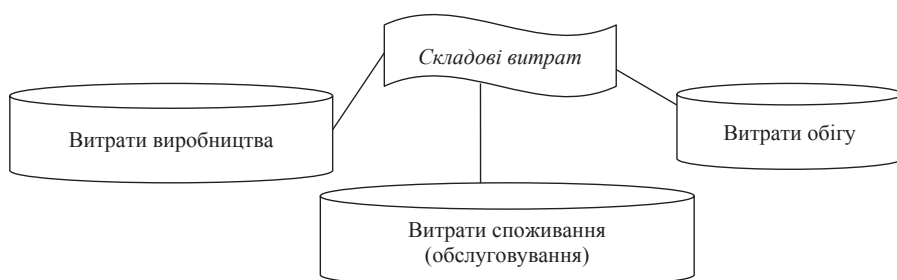 Складові витрат
Витрати виробництва
Витрати обігу
Витрати споживання
(обслуговування)